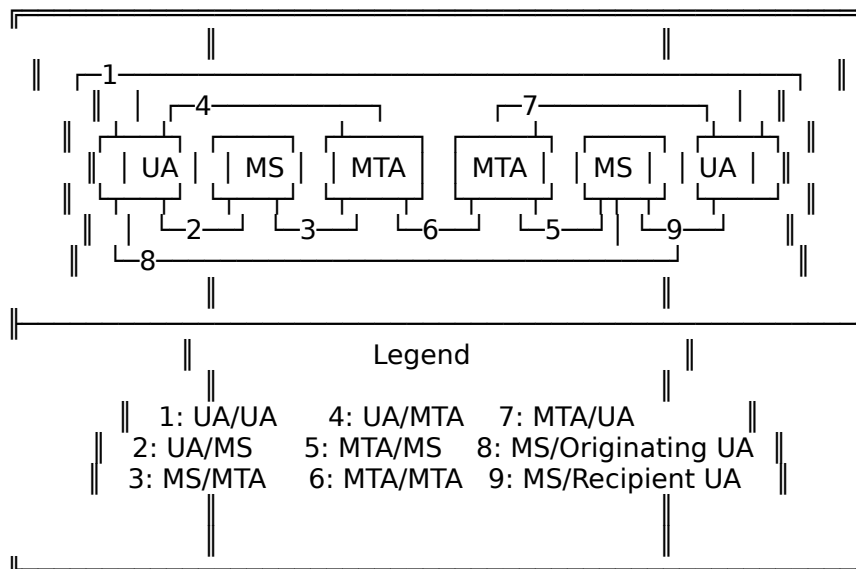 1
4 7
UA MS MTA MTA MS UA
2 3 6 5 9
8
Legend
1: UA/UA 4: UA/MTA 7: MTA/UA
2: UA/MS 5: MTA/MS 8: MS/Originating UA
3: MS/MTA 6: MTA/MTA 9: MS/Recipient UA